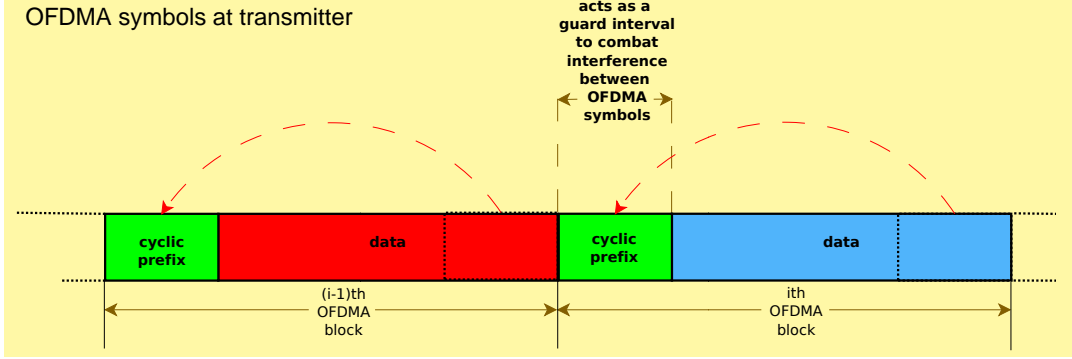 OFDMA symbols at transmitter
acts as a
guard interval
to combat
interference
between
OFDMA
symbols
cyclic
prefix
data
cyclic
prefix
data
(i-1)th
OFDMA
block
ith
OFDMA
block